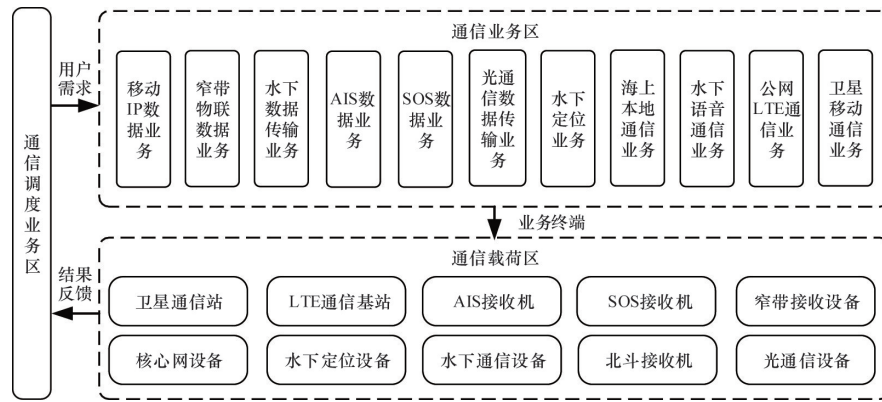 通信调度业务区
用户
需求
结果
反馈
通信业务区
移动
IP数
据业
务
窄带
物联
数据
业务
水下
数据
传输
业务
AIS数
据业
务
SOS数
据业
务
光通
信数
据传
输业
务
水下
定位
业务
海上
本地
通信
业务
水下
语音
通信
业务
公网
LTE通
信业
务
卫星
移动
通信
业务
业务终端
通信载荷区
卫星通信站
LTE通信基站
AIS接收机
SOS接收机
窄带接收设备
核心网设备
水下定位设备
水下通信设备
北斗接收机
光通信设备